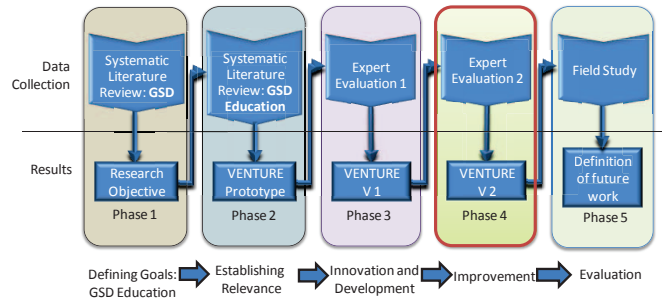 Data
Collection
Systematic
Literature
Review: GSD
Systematic
Literature
Review: GSD
Education
Expert
Evaluation 1
Expert
Evaluation 2
Field Study
Results
Research
Objective
VENTURE
Prototype
VENTURE
V 1
VENTURE
V 2
Definition
of future
work
Phase 1
Phase 2
Phase 3
Phase 4
Phase 5
Defining Goals:
GSD Education
Establishing
Relevance
Innovation and
Development
Improvement
Evaluation